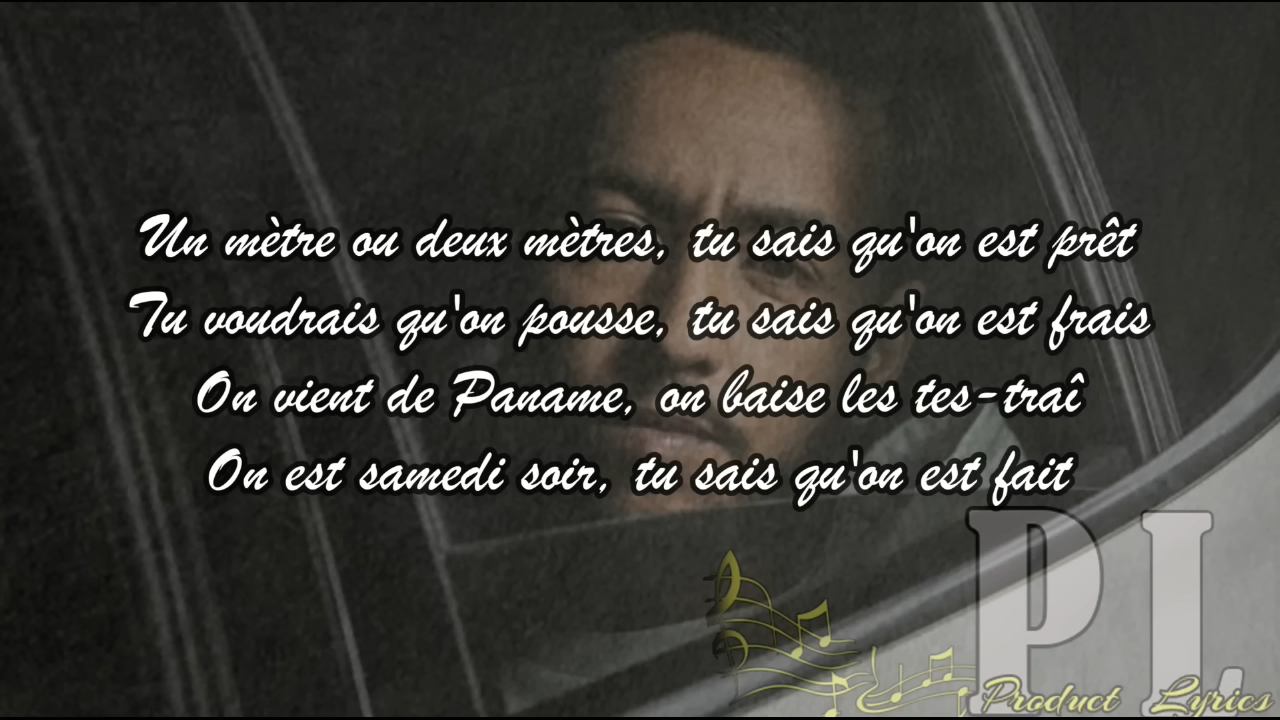 Un mètre ou deux mètres, tu sais qu'on est prêt
Tu voudrais qu'on pousse, tu sais qu'on est frais
On vient de Paname, on baise les tes-traî
On est samedi soir, tu sais qu'on est fait
PL
Product Lyrics